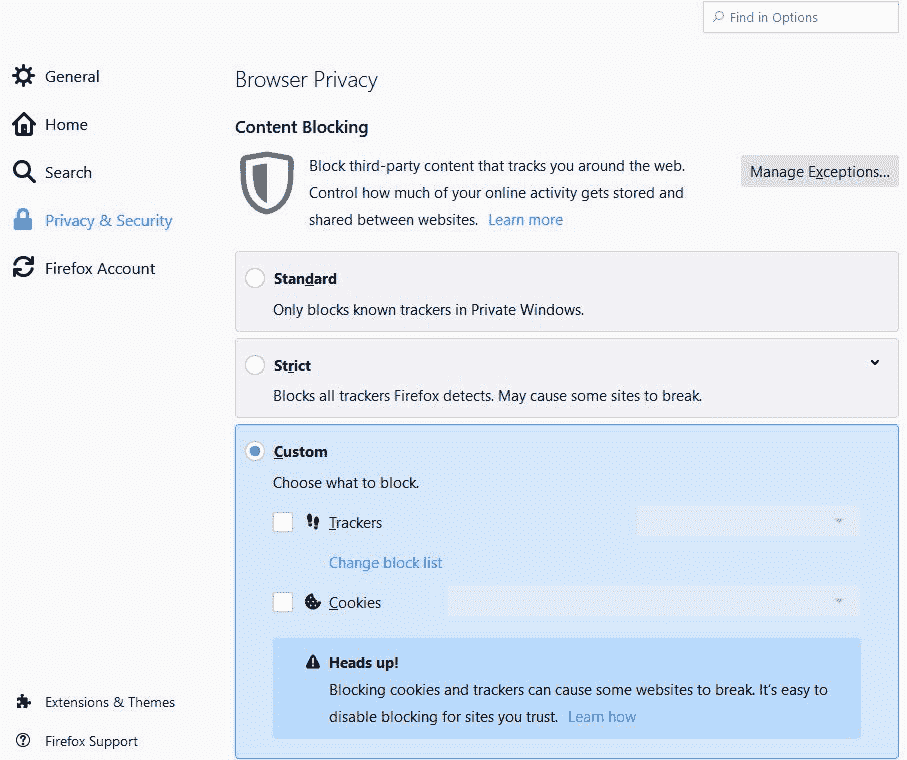 Find in Options
General
Home
Search
Privacy & Security
Firefox Account
Browser Privacy
Content Blocking
Block third-party content that tracks you around the web.
Control how much of your online activity gets stored and
shared between websites. Learn more
Manage Exceptions...
Standard
Only blocks known trackers in Private Windows.
Strict
Blocks all trackers Firefox detects. May cause some sites to break.
Custom
Choose what to block.
Trackers
Change block list
Cookies
Heads up!
Blocking cookies and trackers can cause some websites to break. It's easy to
disable blocking for sites you trust. Learn how
Extensions & Themes
Firefox Support